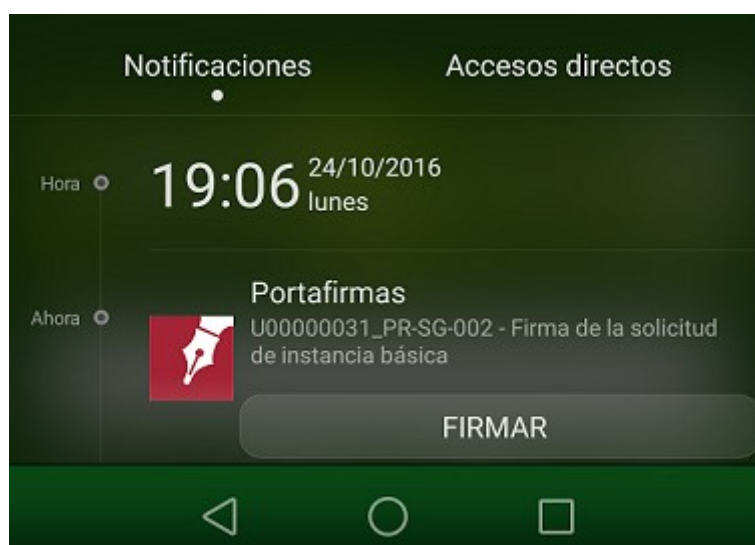 Notificaciones
Accesos directos
Hora
19:06
24/10/2016
lunes
Ahora
Portafirmas
U00000031_PR-SG-002 - Firma de la solicitud
de instancia básica
FIRMAR